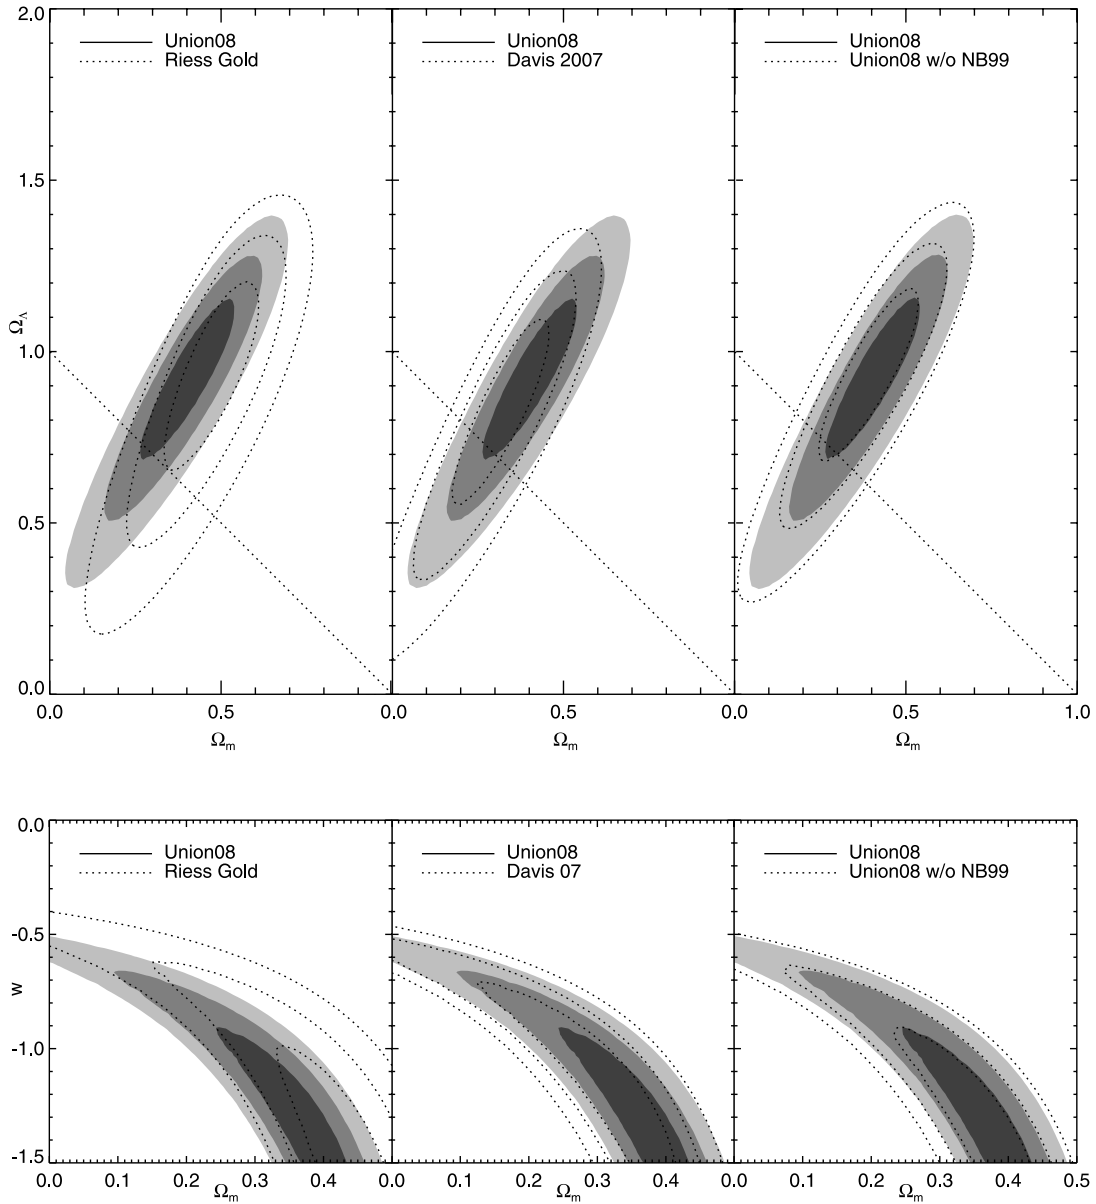 2.0
Union08
Riess Gold
Union08
Davis 2007
Union08
Union08 w/o NB99
1.5
Ω_Λ
1.0
0.5
0.0
0.0 0.5 0.0 0.5 0.0 0.5 1.0
Ω_m Ω_m Ω_m
0.0
Union08
Riess Gold
Union08
Davis 07
Union08
Union08 w/o NB99
-0.5
w
-1.0
-1.5
0.0 0.1 0.2 0.3 0.4 0.0 0.1 0.2 0.3 0.4 0.0 0.1 0.2 0.3 0.4 0.5
Ω_m Ω_m Ω_m